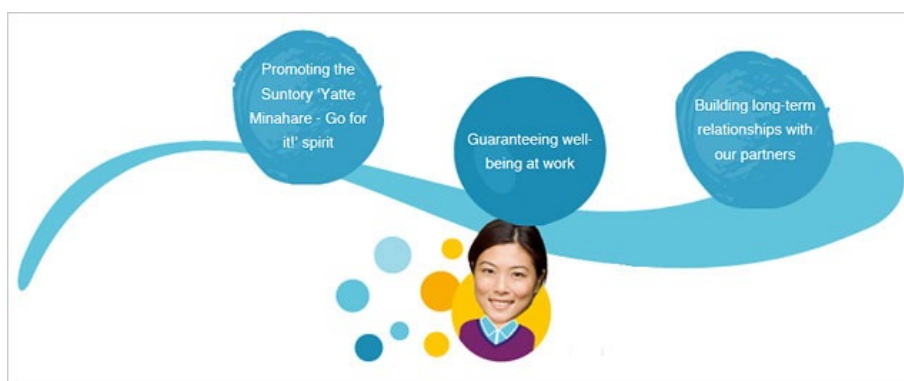 Promoting the
Suntory ‘Yatte
Minahare - Go for
it!’ spirit
Guaranteeing well-
being at work
Building long-term
relationships with
our partners